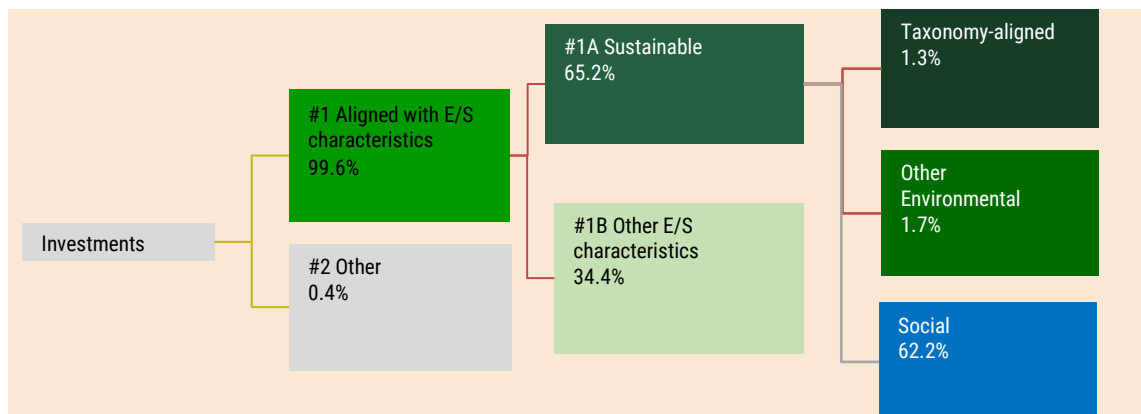 Investments
#1 Aligned with E/S
characteristics
99.6%
#2 Other
0.4%
#1A Sustainable
65.2%
#1B Other E/S
characteristics
34.4%
Taxonomy-aligned
1.3%
Other
Environmental
1.7%
Social
62.2%